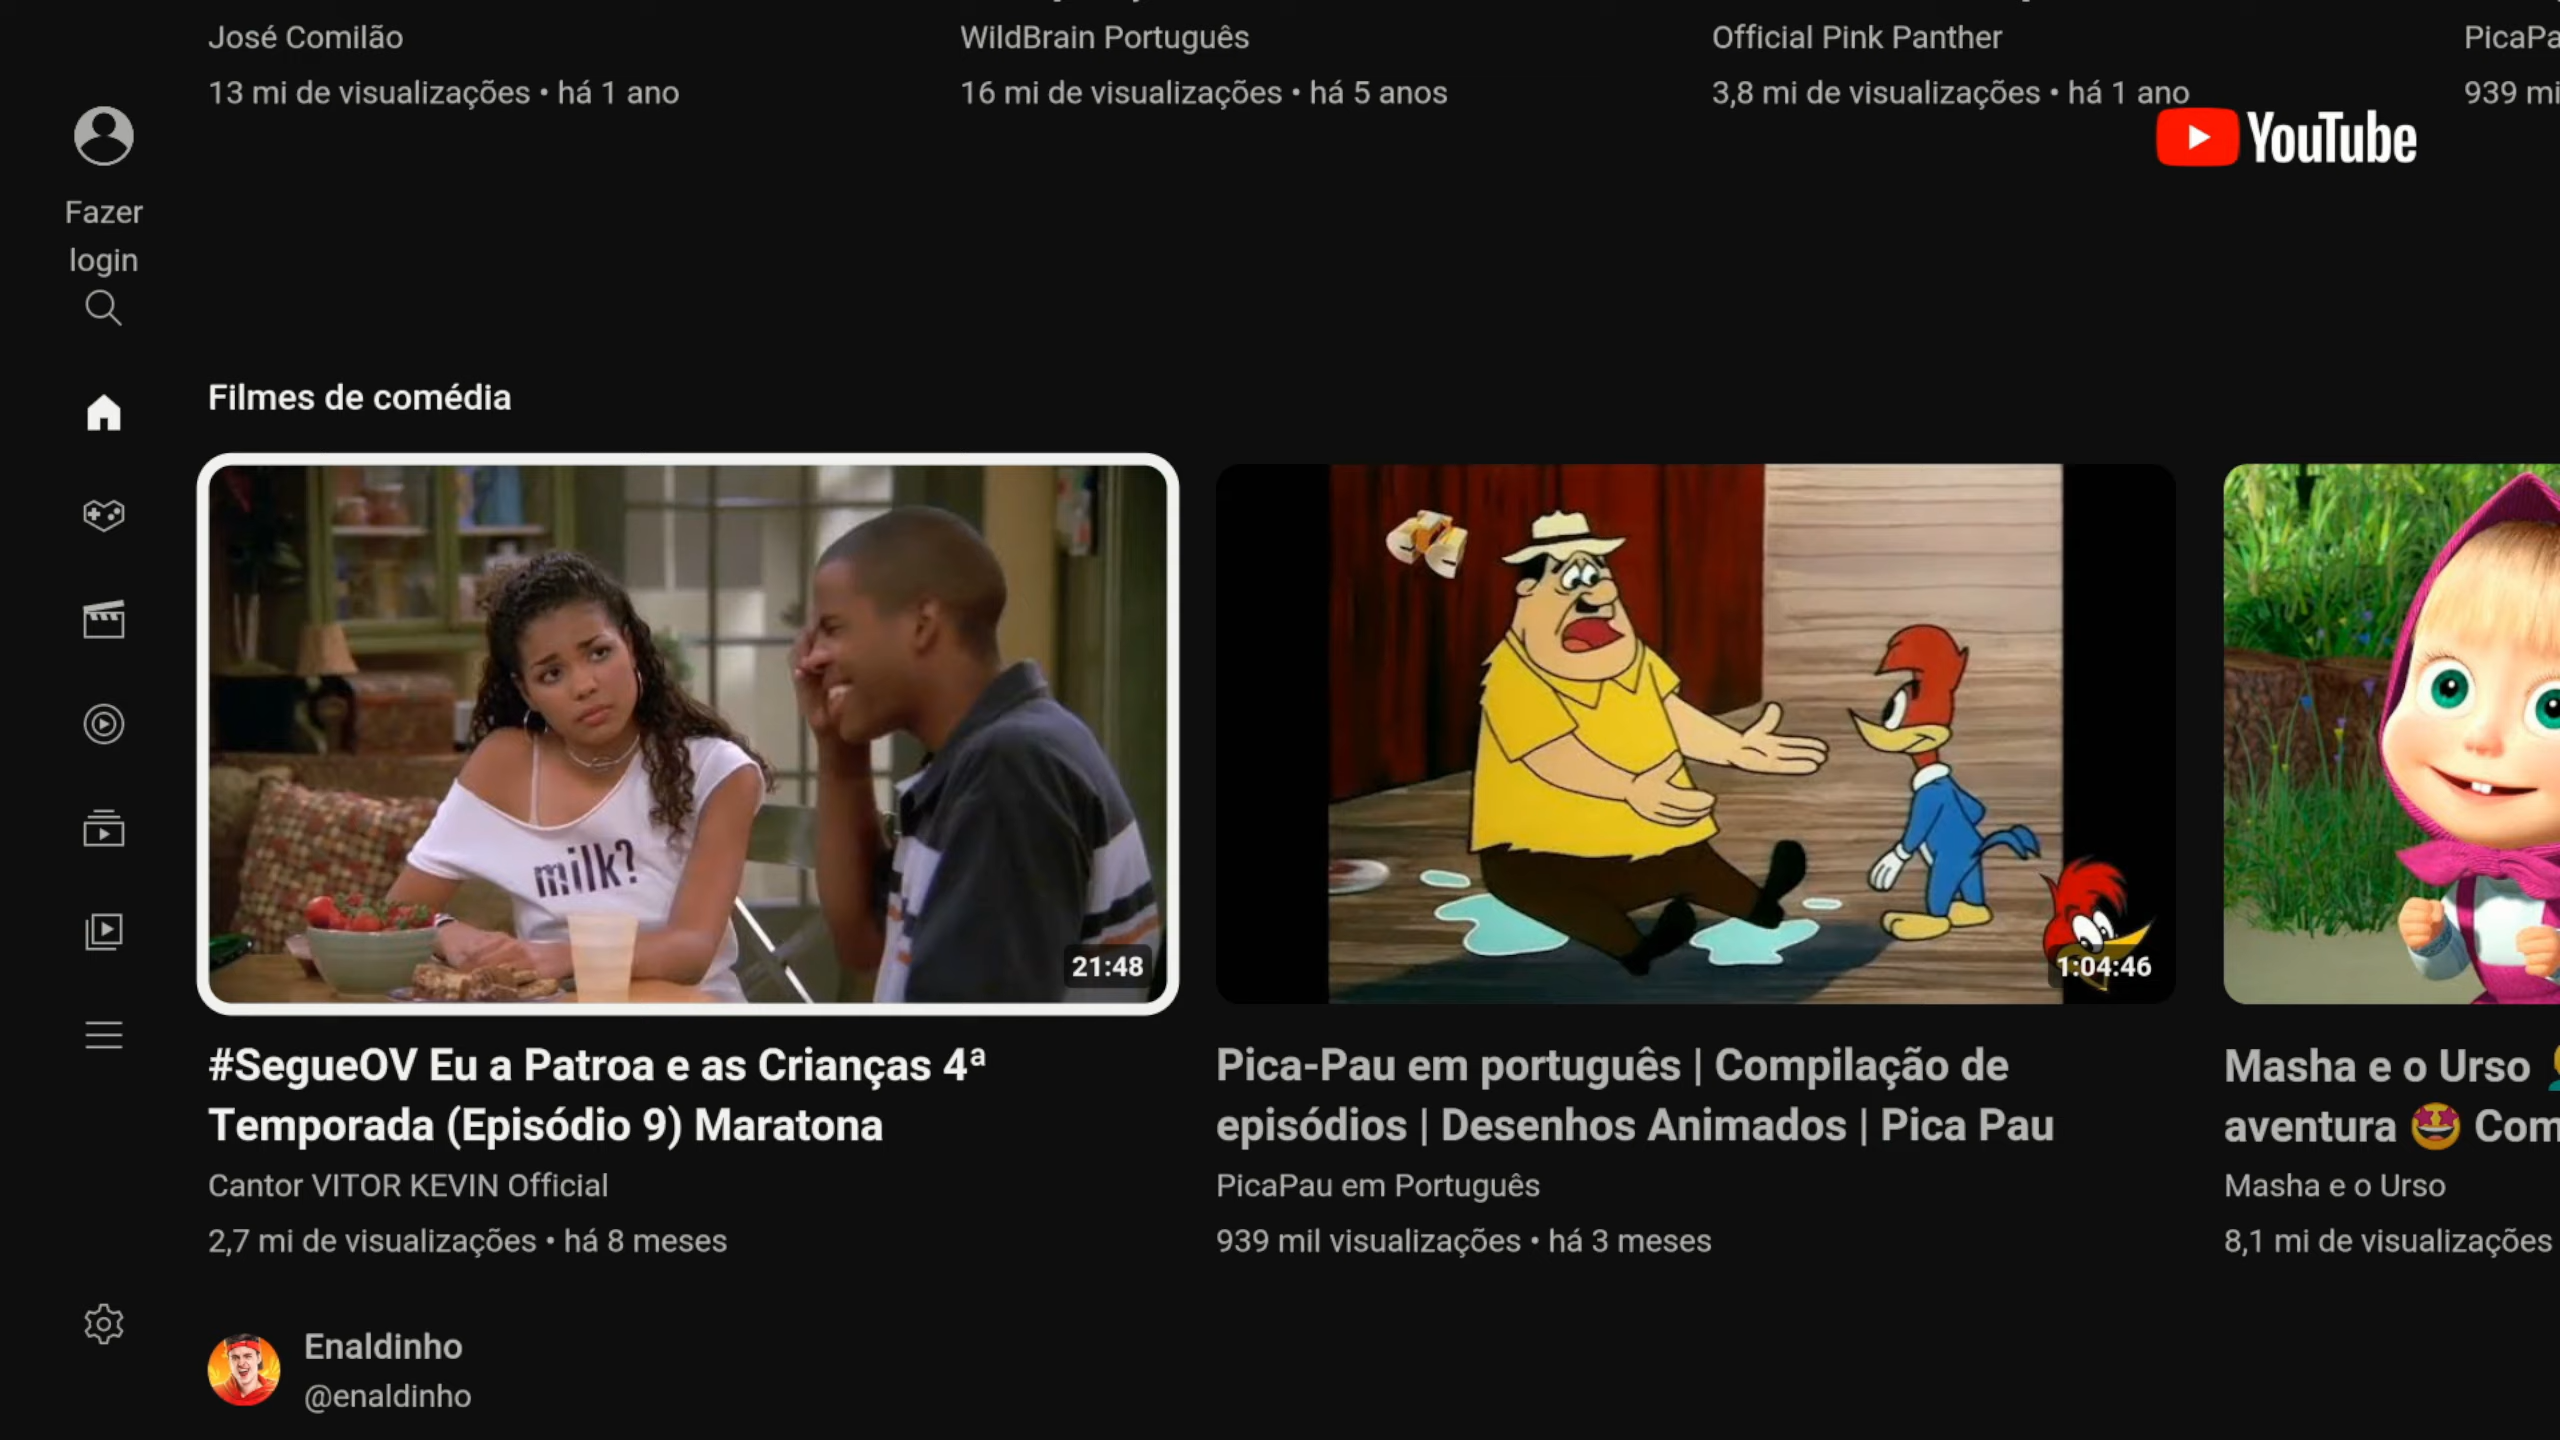 José Comilão
13 mi de visualizações • há 1 ano
WildBrain Português
16 mi de visualizações • há 5 anos
Official Pink Panther
3,8 mi de visualizações • há 1 ano
939 mi
YouTube
Fazer
login
Filmes de comédia
milk?
21:48
1:04:46
#SegueOV Eu a Patroa e as Crianças 4ª
Temporada (Episódio 9) Maratona
Cantor VITOR KEVIN Official
2,7 mi de visualizações • há 8 meses
Pica-Pau em português | Compilação de
episódios | Desenhos Animados | Pica Pau
PicaPau em Português
939 mil visualizações • há 3 meses
Masha e o Urso
aventura 🤩 Com
Masha e o Urso
8,1 mi de visualizações
Enaldinho
@enaldinho